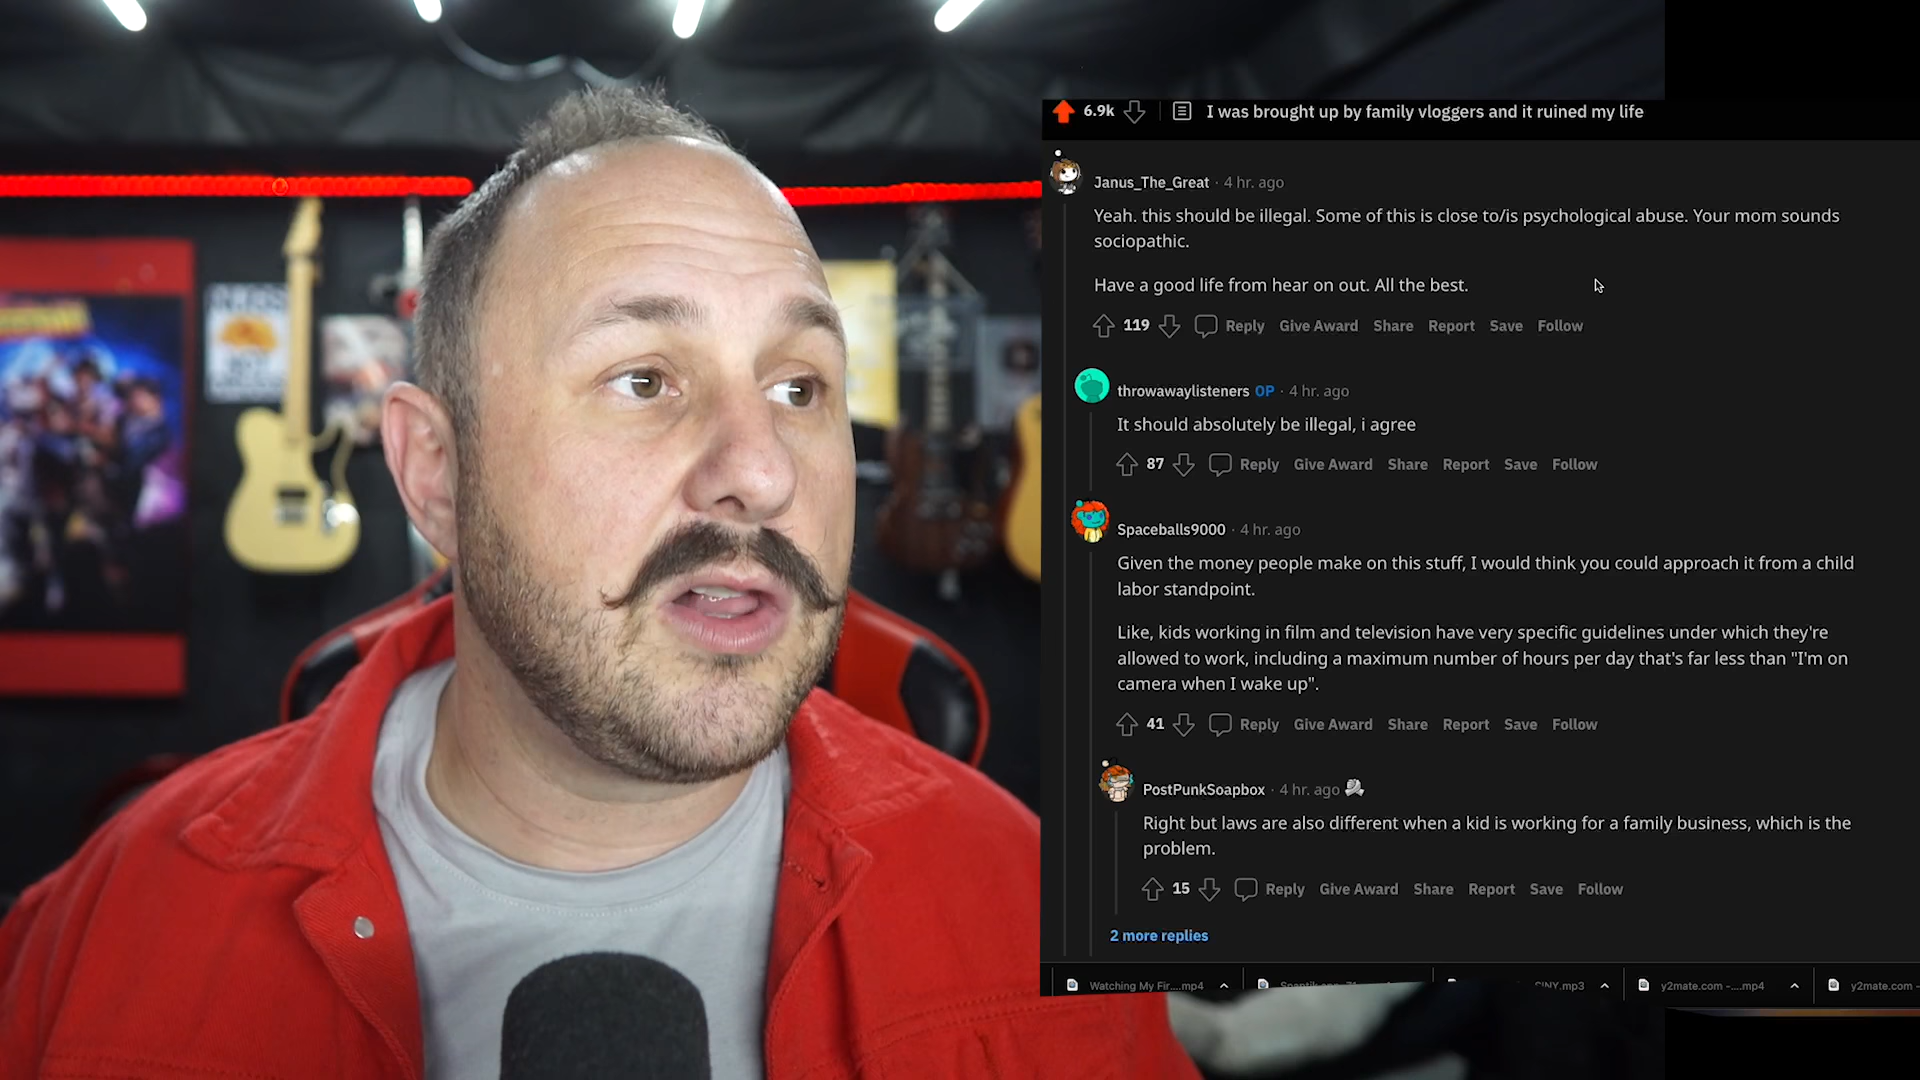 6.9k
I was brought up by family vloggers and it ruined my life
Janus_The_Great · 4 hr. ago
Yeah. this should be illegal. Some of this is close to/is psychological abuse. Your mom sounds
sociopathic.
Have a good life from hear on out. All the best.
119 Reply Give Award Share Report Save Follow
throwawaylisteners OP · 4 hr. ago
It should absolutely be illegal, i agree
87 Reply Give Award Share Report Save Follow
Spaceballs9000 · 4 hr. ago
Given the money people make on this stuff, I would think you could approach it from a child
labor standpoint.
Like, kids working in film and television have very specific guidelines under which they're
allowed to work, including a maximum number of hours per day that's far less than "I'm on
camera when I wake up".
41 Reply Give Award Share Report Save Follow
PostPunkSoapbox · 4 hr. ago
Right but laws are also different when a kid is working for a family business, which is the
problem.
15 Reply Give Award Share Report Save Follow
2 more replies
Watching My Fir....mp4
y2mate.com -....mp4
y2mate.com -